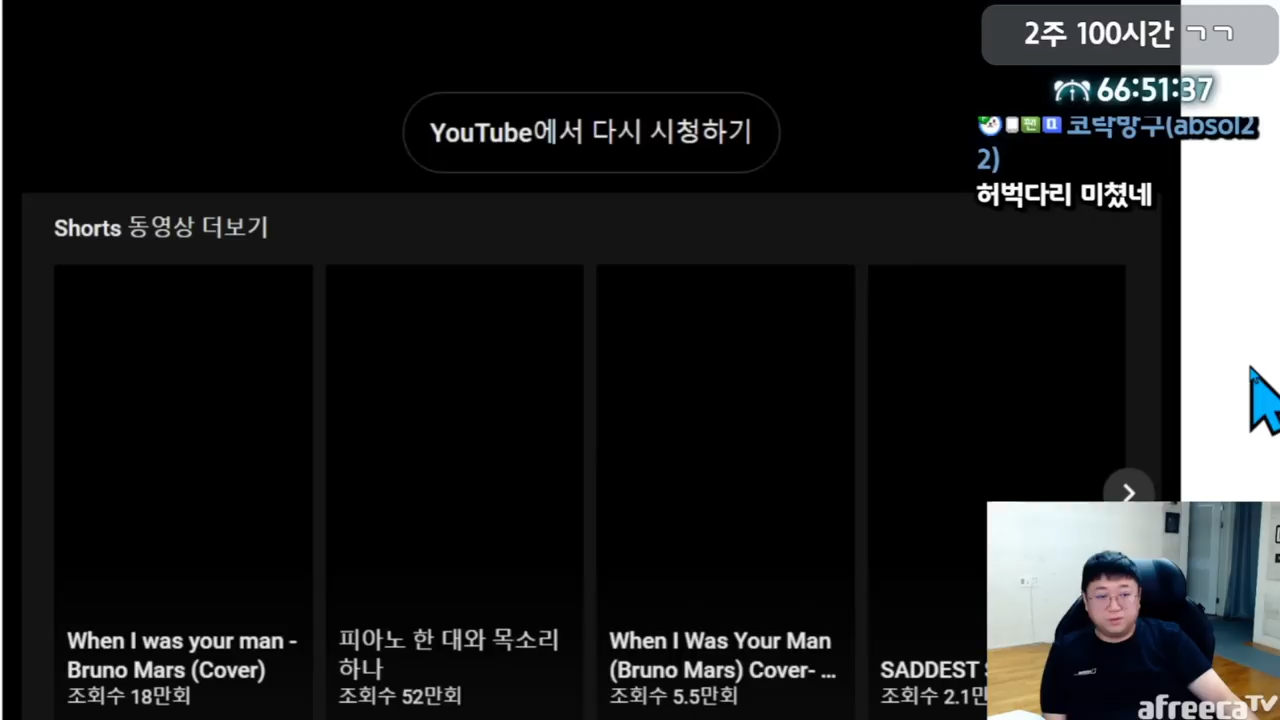 2주 100시간 ㄱㄱ
66:51:37
팬
코닥망구(absol2
2)
허벅다리 미쳤네
YouTube에서 다시 시청하기
Shorts 동영상 더보기
When I was your man -
Bruno Mars (Cover)
조회수 18만회
피아노 한 대와 목소리
하나
조회수 52만회
When I Was Your Man
(Bruno Mars) Cover- ...
조회수 5.5만회
SADDEST
조회수 2.1만
afreecaTV